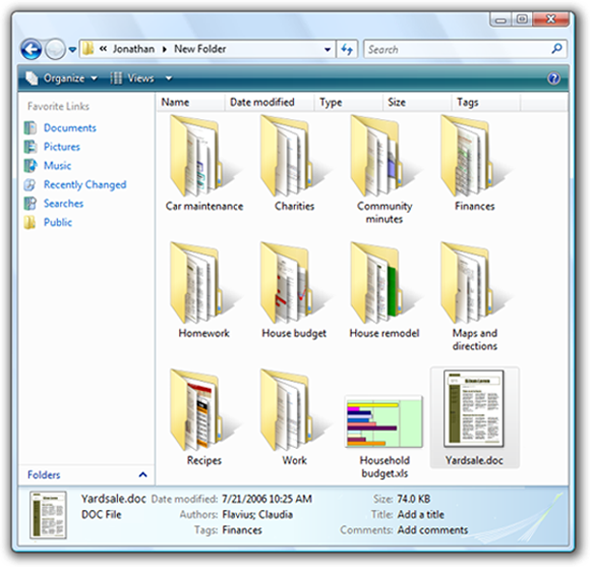 « Jonathan ▸ New Folder
Search
Organize Views
Favorite Links
Documents
Pictures
Music
Recently Changed
Searches
Public
Folders
Name Date modified Type Size Tags
Car maintenance Charities Community minutes Finances
Homework House budget House remodel Maps and directions
Recipes Work Household budget.xls Yardsale.doc
Yardsale.doc Date modified: 7/21/2006 10:25 AM Size: 74.0 KB
DOC File Authors: Flavius; Claudia Title: Add a title
Tags: Finances Comments: Add comments